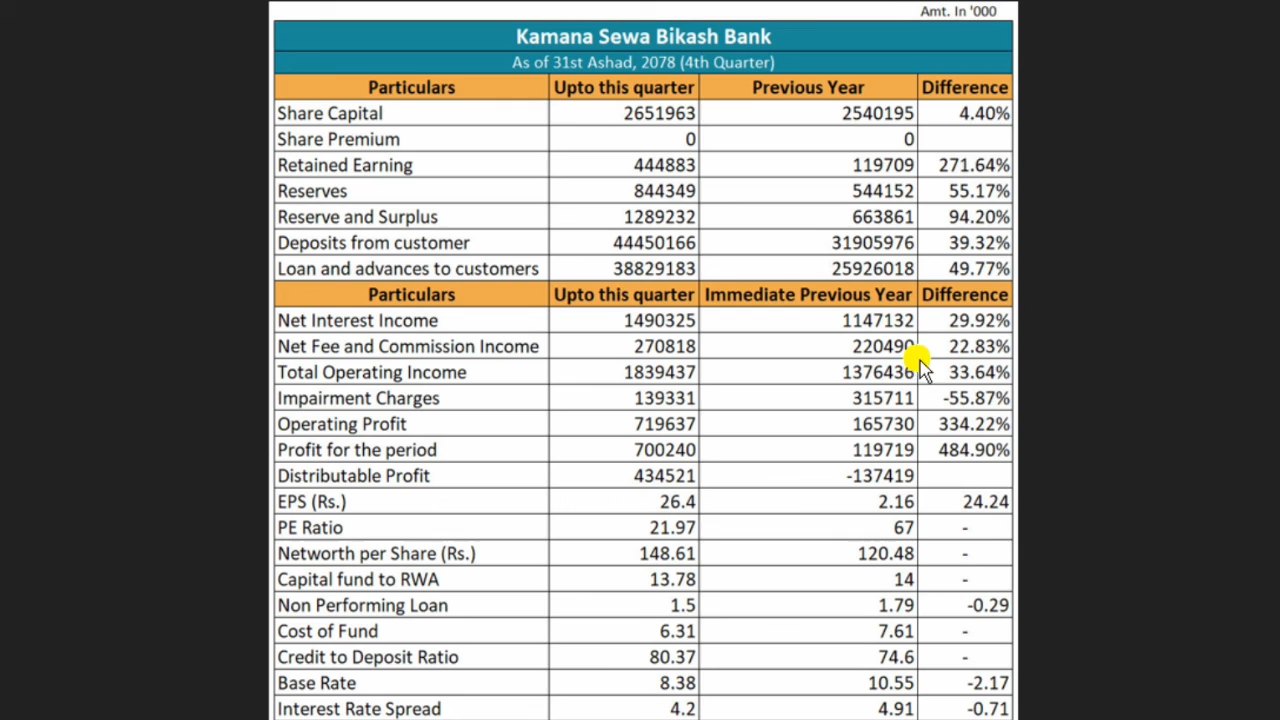 Amt. In '000
Kamana Sewa Bikash Bank
As of 31st Ashad, 2078 (4th Quarter)
Particulars Upto this quarter Previous Year Difference
Share Capital 2651963 2540195 4.40%
Share Premium 0 0
Retained Earning 444883 119709 271.64%
Reserves 844349 544152 55.17%
Reserve and Surplus 1289232 663861 94.20%
Deposits from customer 44450166 31905976 39.32%
Loan and advances to customers 38829183 25926018 49.77%
Particulars Upto this quarter Immediate Previous Year Difference
Net Interest Income 1490325 1147132 29.92%
Net Fee and Commission Income 270818 220490 22.83%
Total Operating Income 1839437 1376436 33.64%
Impairment Charges 139331 315711 -55.87%
Operating Profit 719637 165730 334.22%
Profit for the period 700240 119719 484.90%
Distributable Profit 434521 -137419
EPS (Rs.) 26.4 2.16 24.24
PE Ratio 21.97 67 -
Networth per Share (Rs.) 148.61 120.48 -
Capital fund to RWA 13.78 14 -
Non Performing Loan 1.5 1.79 -0.29
Cost of Fund 6.31 7.61 -
Credit to Deposit Ratio 80.37 74.6 -
Base Rate 8.38 10.55 -2.17
Interest Rate Spread 4.2 4.91 -0.71